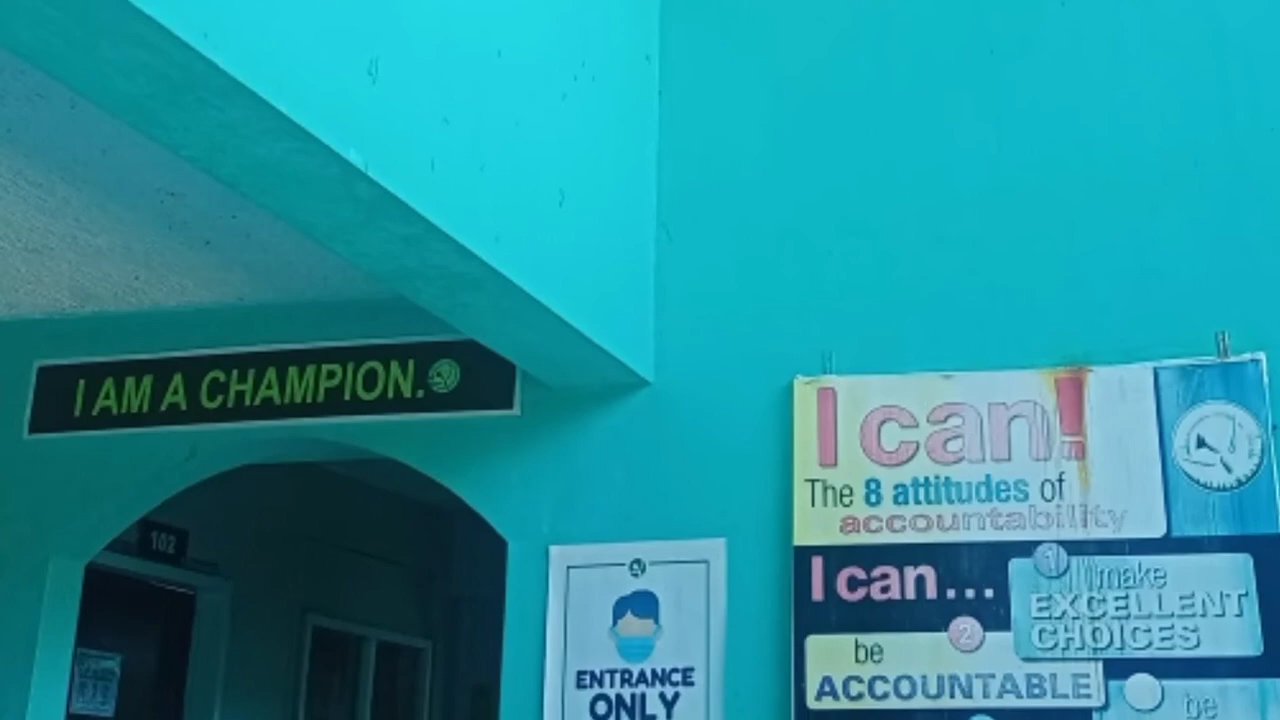 I AM A CHAMPION.
102
ENTRANCE
ONLY
I can!
The 8 attitudes of
accountability
I can...
1
make
EXCELLENT
CHOICES
2
be
ACCOUNTABLE
be